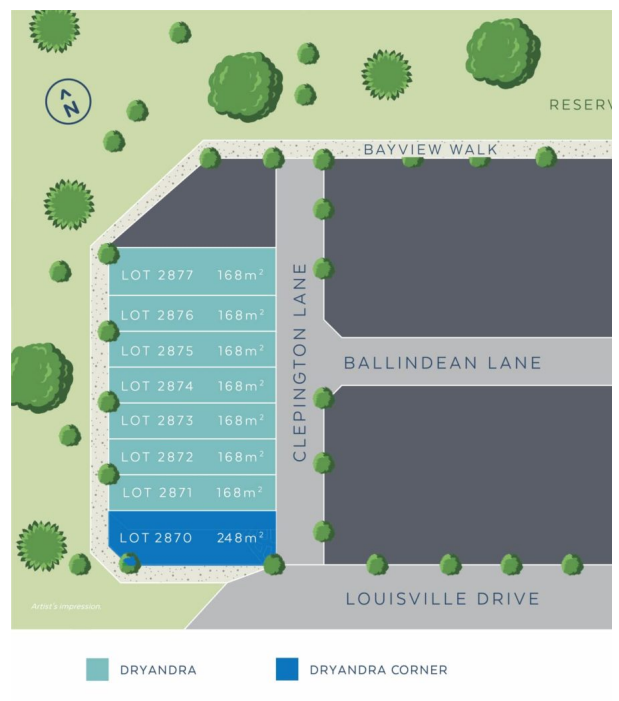 N
RESERV
BAYVIEW WALK
LOT 2877 168m²
LOT 2876 168m²
LOT 2875 168m²
LOT 2874 168m²
LOT 2873 168m²
LOT 2872 168m²
LOT 2871 168m²
LOT 2870 248m²
CLEPINGTON LANE
BALLINDEAN LANE
LOUISVILLE DRIVE
Artist's impression.
DRYANDRA
DRYANDRA CORNER